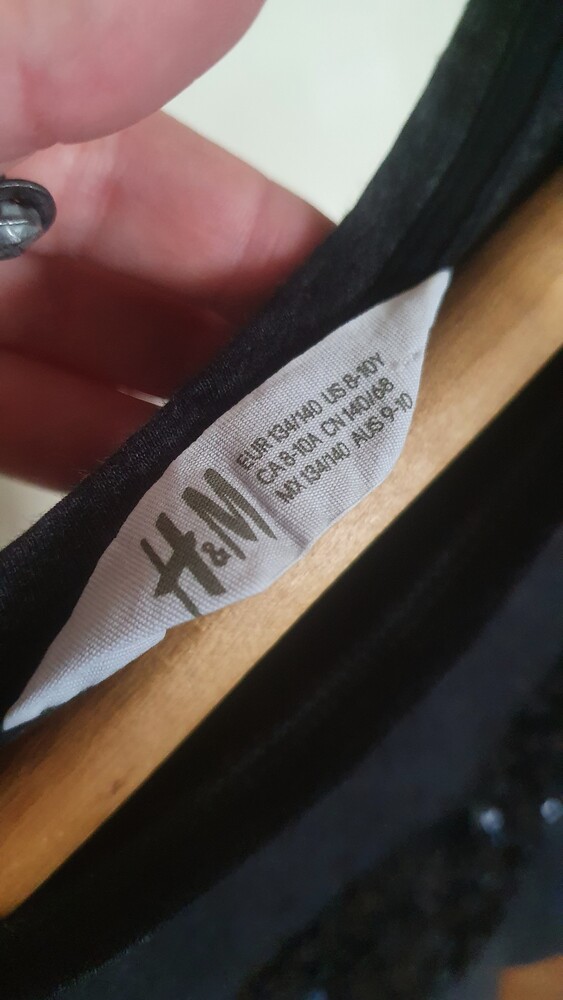 H&M
EUR 134/140 US 8-10Y
CA 8-10A CN 140/68
MX 134/140 AUS 9-10